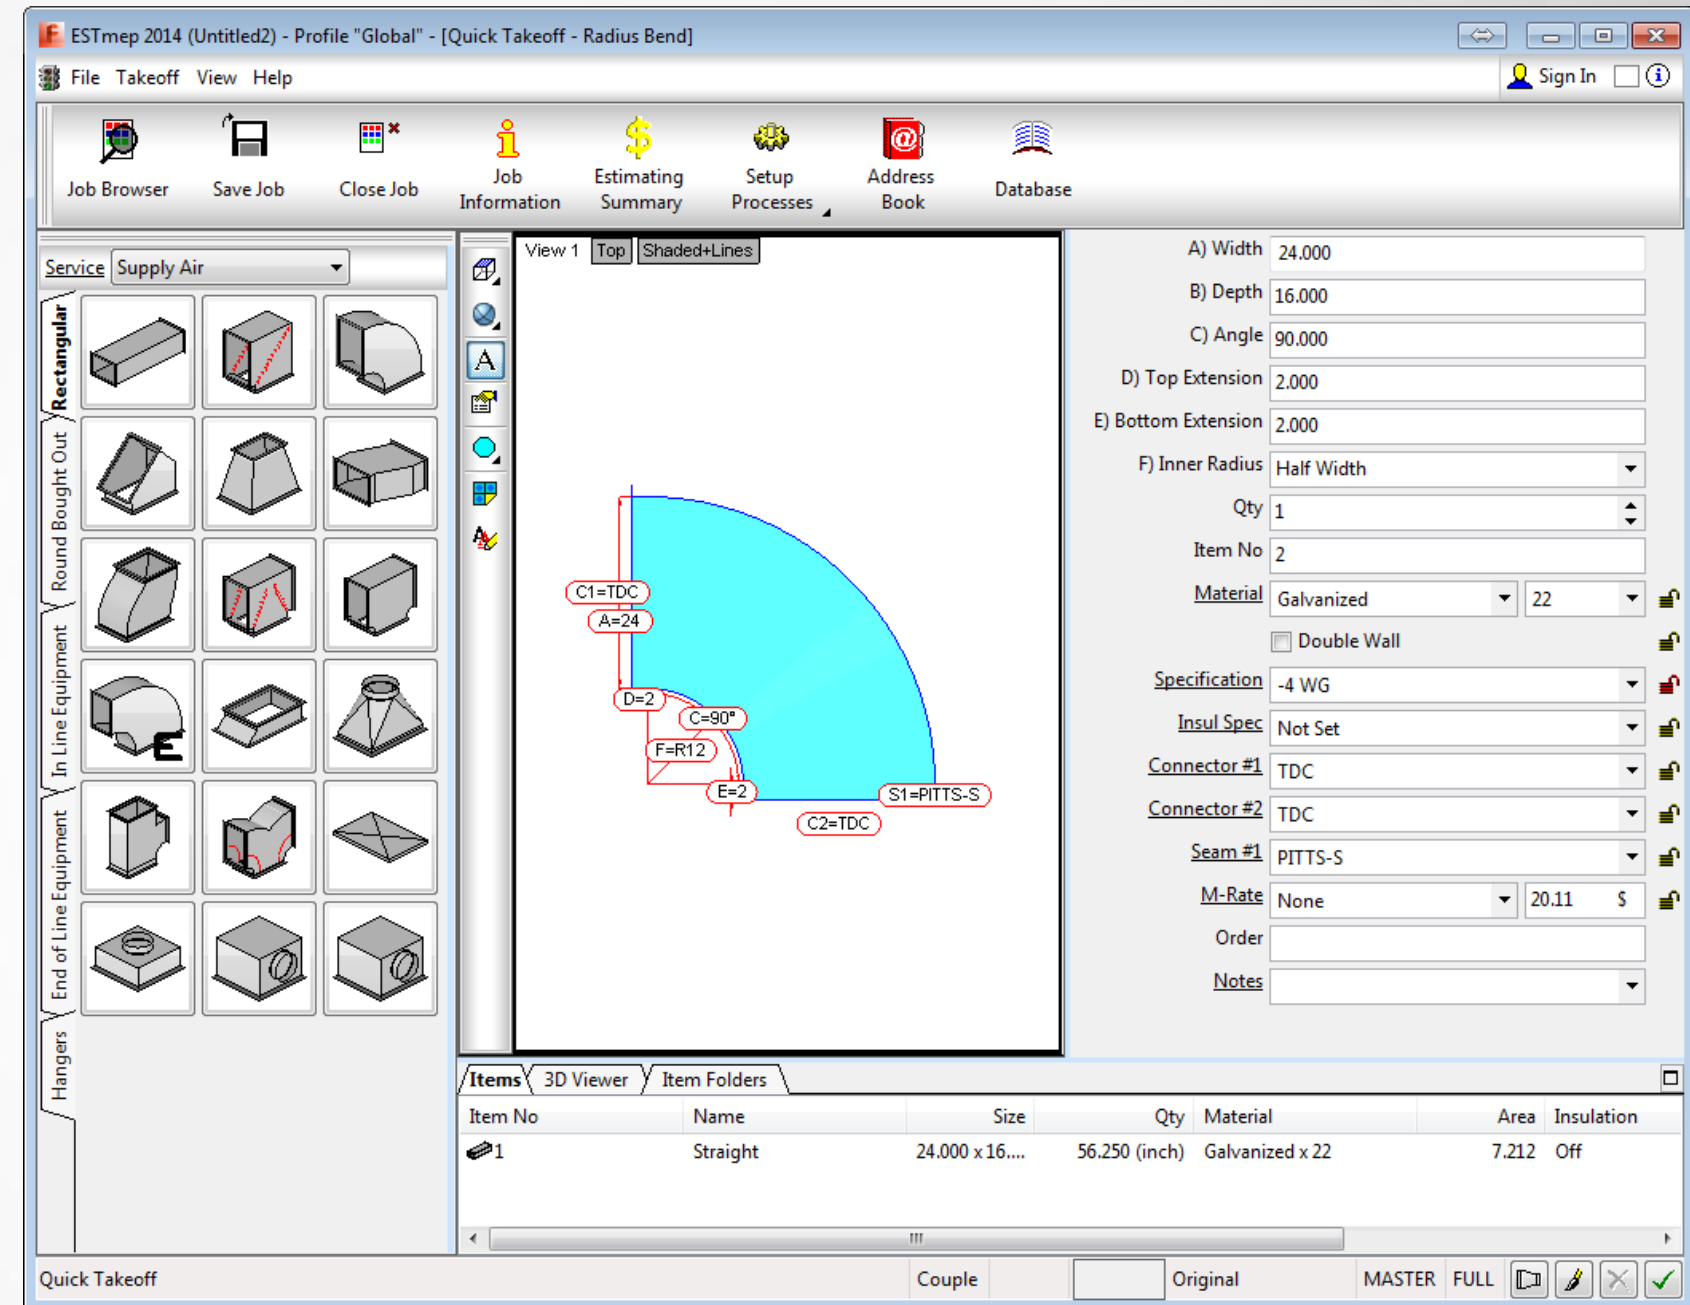 ESTmep 2014 (Untitled2) - Profile "Global" - [Quick Takeoff - Radius Bend]
File Takeoff View Help
Sign In
Job Browser
Save Job
Close Job
Job Information
Estimating Summary
Setup Processes
Address Book
Database
Service Supply Air
Rectangular
Round Bought Out
In Line Equipment
End of Line Equipment
Hangers
E
A
View 1 Top Shaded+Lines
C1=TDC
A=24
D=2
C=90°
F=R12
E=2
S1=PITTS-S
C2=TDC
A) Width 24.000
B) Depth 16.000
C) Angle 90.000
D) Top Extension 2.000
E) Bottom Extension 2.000
F) Inner Radius Half Width
Qty 1
Item No 2
Material Galvanized 22
Double Wall
Specification -4 WG
Insul Spec Not Set
Connector #1 TDC
Connector #2 TDC
Seam #1 PITTS-S
M-Rate None 20.11 $
Order
Notes
Items 3D Viewer Item Folders
Item No Name Size Qty Material Area Insulation
1 Straight 24.000 x 16.... 56.250 (inch) Galvanized x 22 7.212 Off
Quick Takeoff Couple Original MASTER FULL